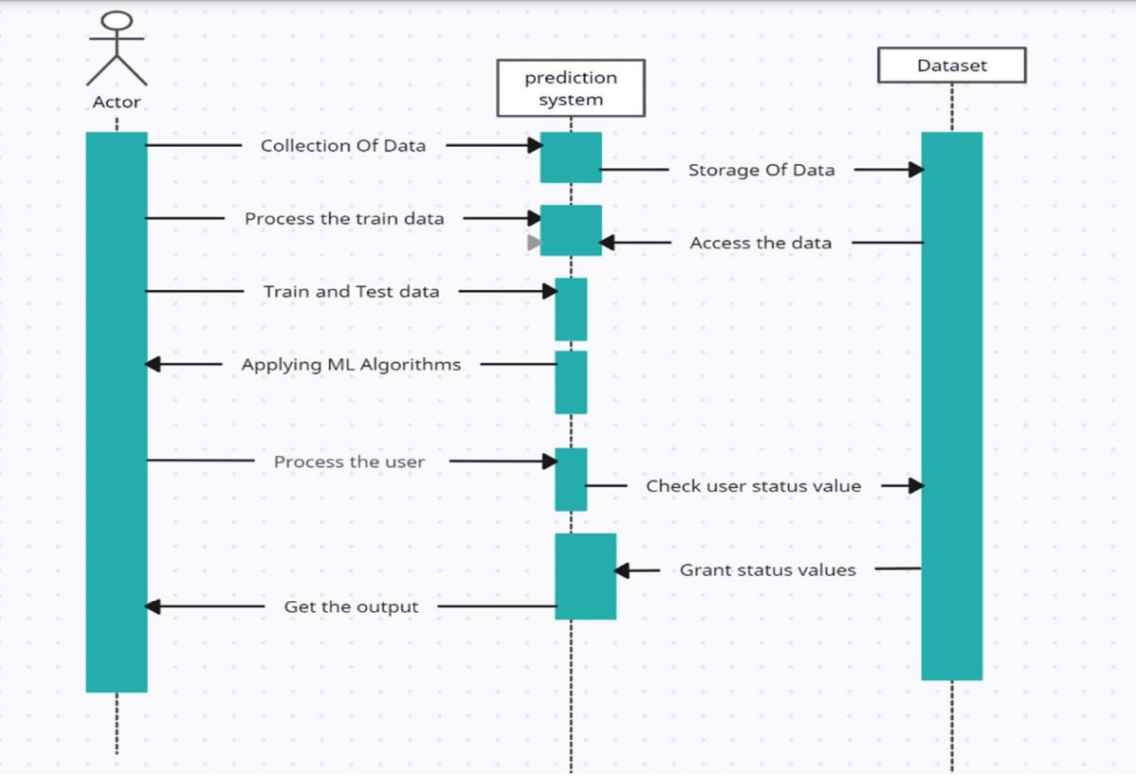 prediction
system
Dataset
Actor
Collection Of Data
Storage Of Data
Process the train data
Access the data
Train and Test data
Applying ML Algorithms
Process the user
Check user status value
Grant status values
Get the output